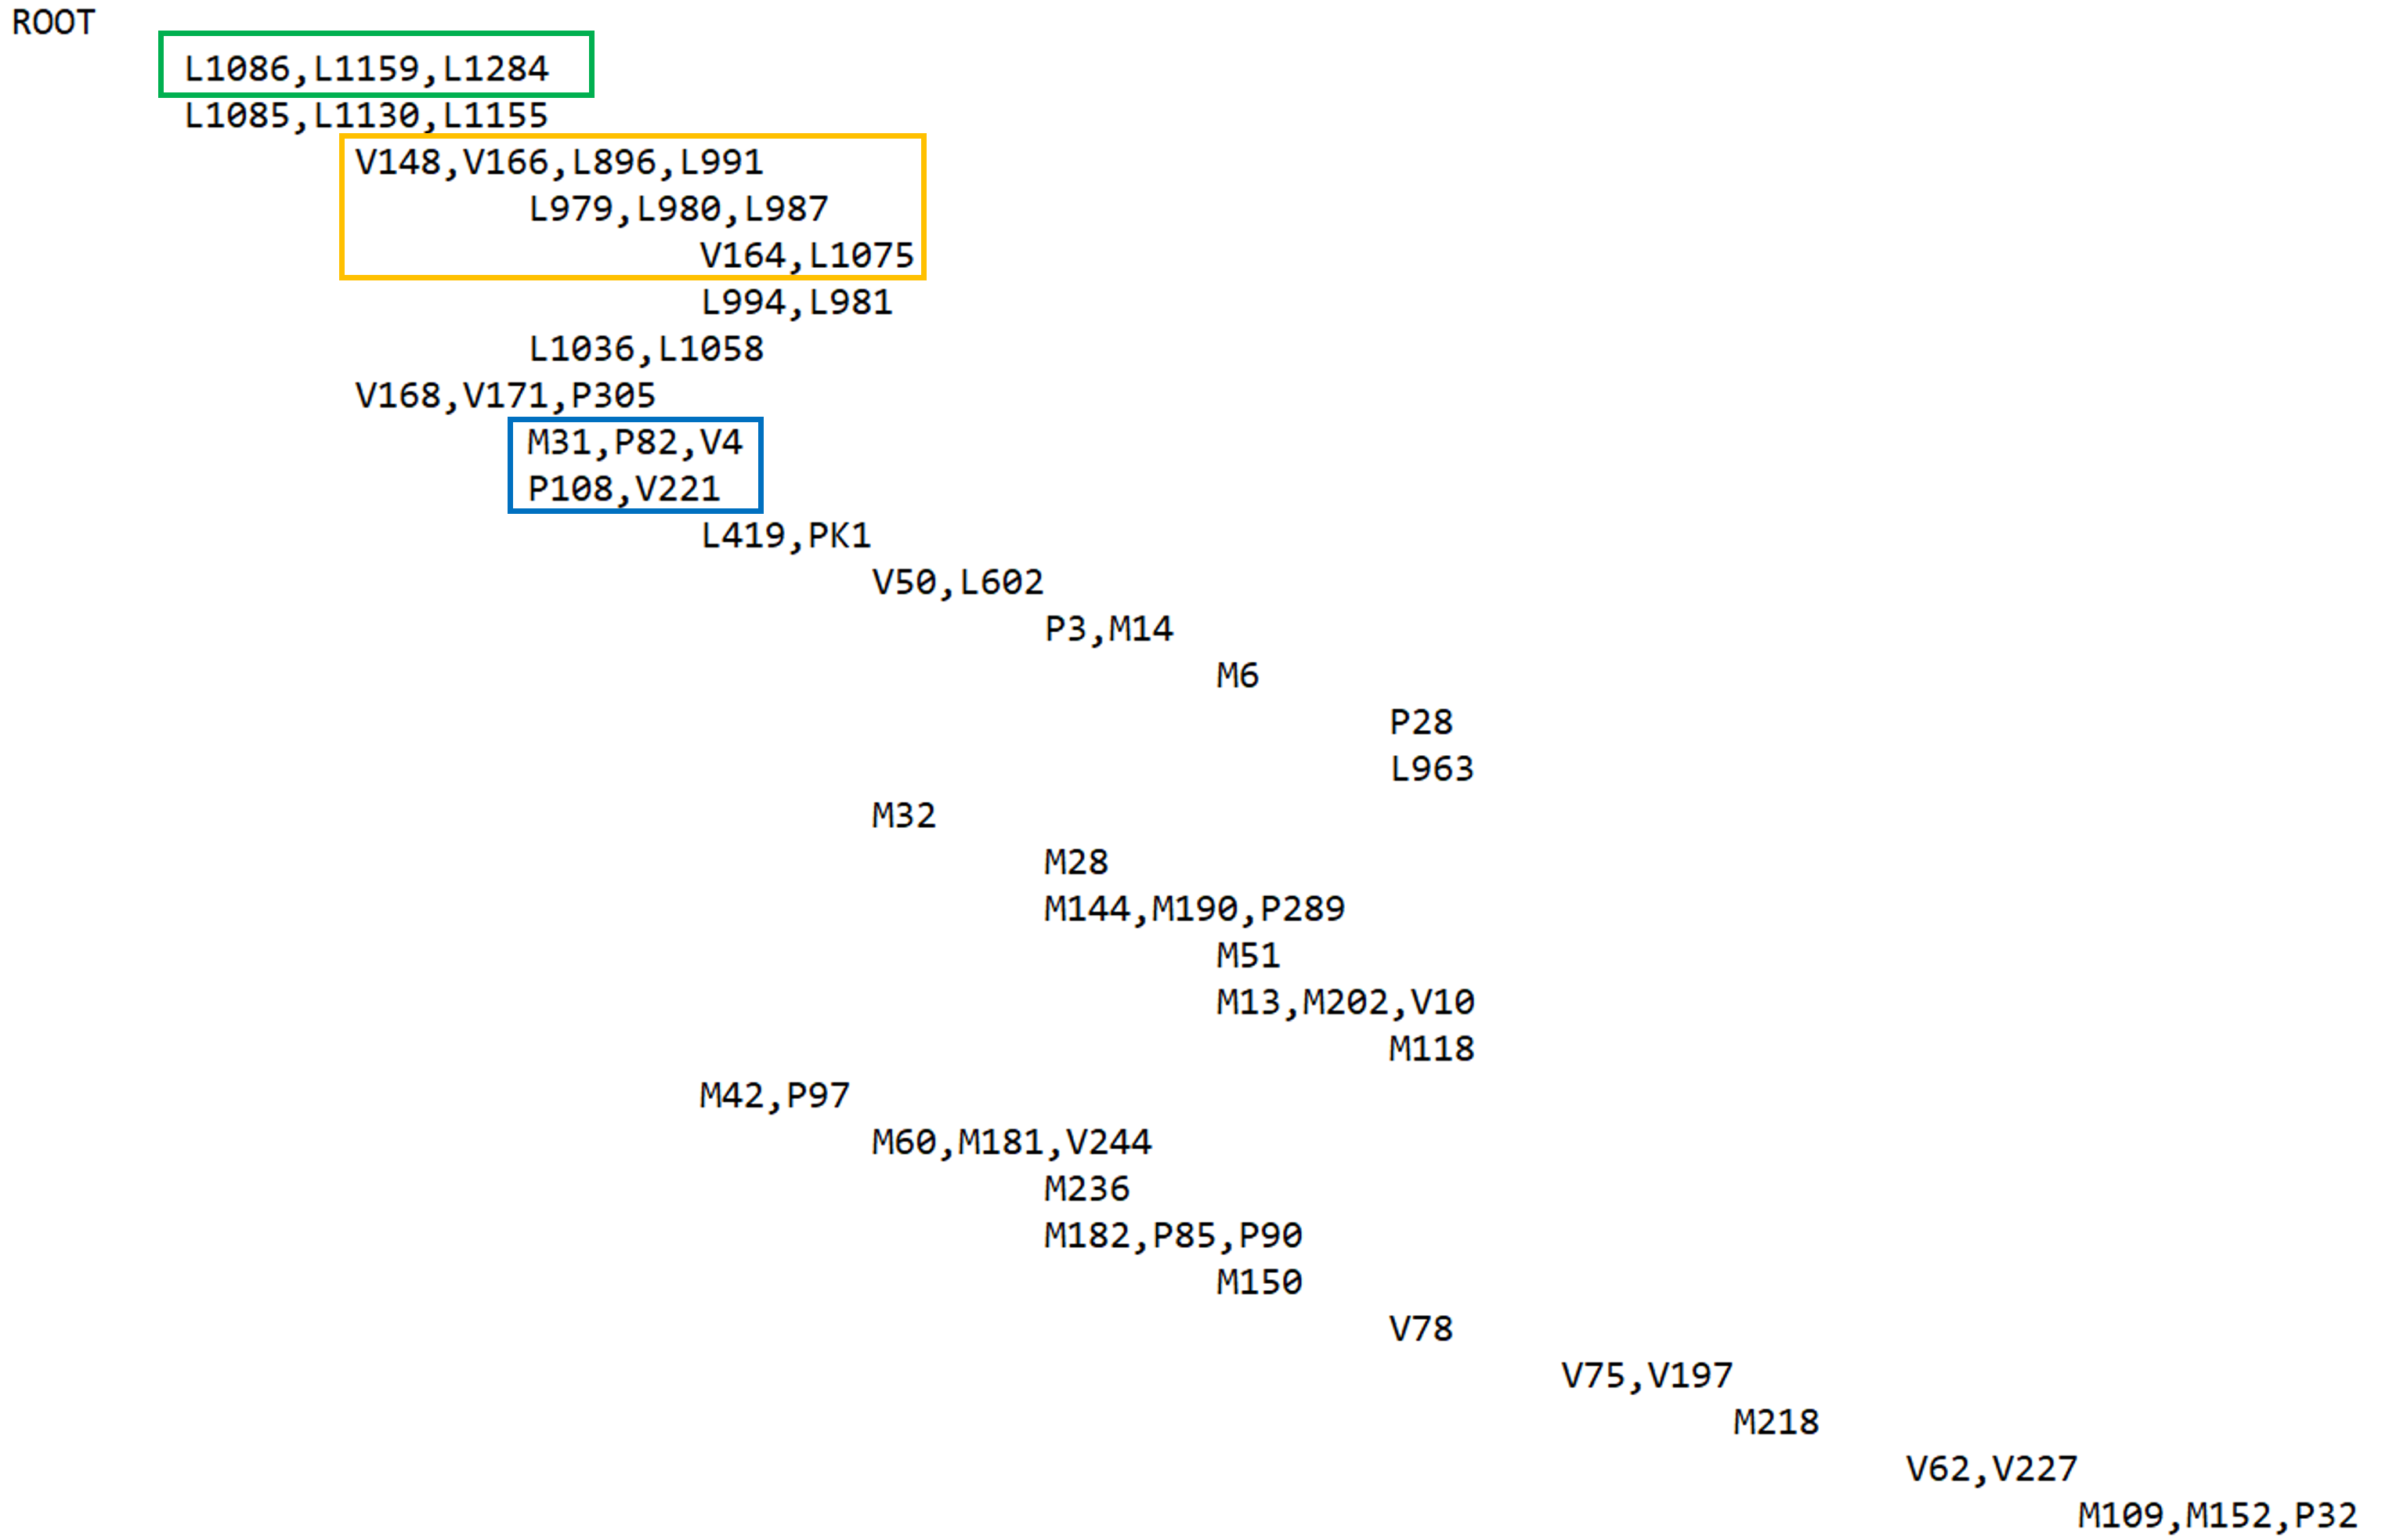 ROOT
L1086,L1159,L1284
L1085,L1130,L1155
V148,V166,L896,L991
L979,L980,L987
V164,L1075
L994,L981
L1036,L1058
V168,V171,P305
M31,P82,V4
P108,V221
L419,PK1
V50,L602
P3,M14
M6
P28
L963
M32
M28
M144,M190,P289
M51
M13,M202,V10
M118
M42,P97
M60,M181,V244
M236
M182,P85,P90
M150
V78
V75,V197
M218
V62,V227
M109,M152,P32